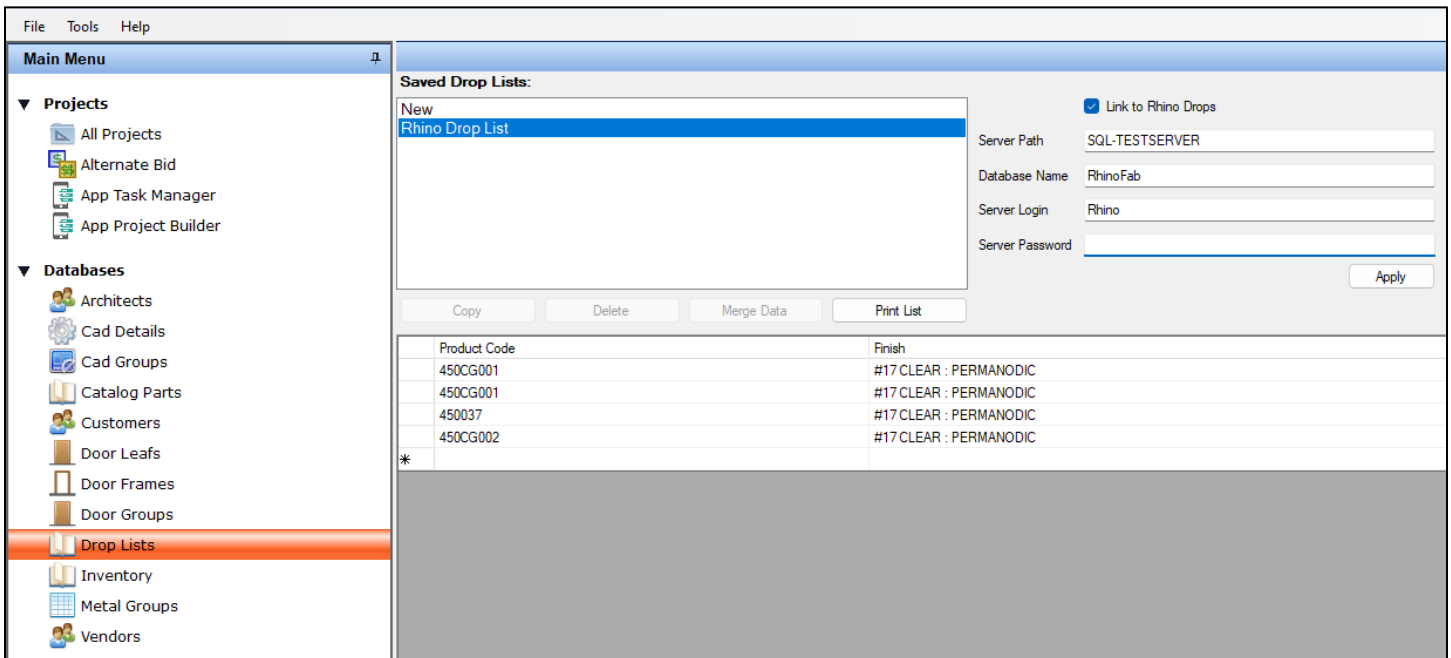 File Tools Help
Main Menu
Projects
All Projects
Alternate Bid
App Task Manager
App Project Builder
Databases
Architects
Cad Details
Cad Groups
Catalog Parts
Customers
Door Leafs
Door Frames
Door Groups
Drop Lists
Inventory
Metal Groups
Vendors
Saved Drop Lists:
New
Rhino Drop List
Link to Rhino Drops
Server Path SQL-TESTSERVER
Database Name RhinoFab
Server Login Rhino
Server Password
Apply
Copy Delete Merge Data Print List
Product Code Finish
450CG001 #17 CLEAR : PERMANODIC
450CG001 #17 CLEAR : PERMANODIC
450037 #17 CLEAR : PERMANODIC
450CG002 #17 CLEAR : PERMANODIC